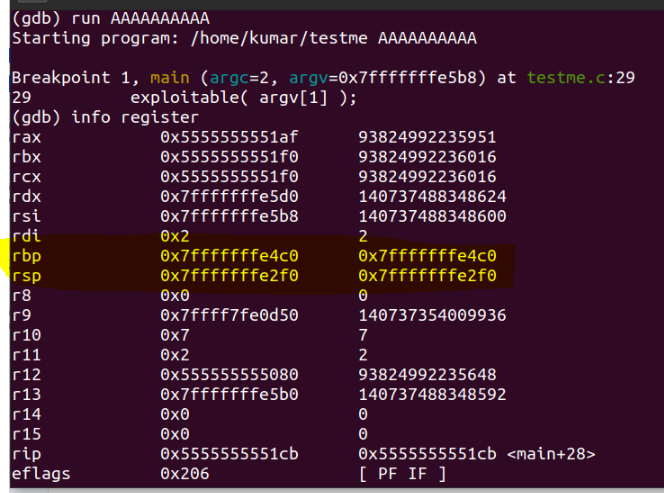 (gdb) run AAAAAAAAAA
Starting program: /home/kumar/testme AAAAAAAAAA
Breakpoint 1, main (argc=2, argv=0x7fffffffe5b8) at testme.c:29
29 exploitable( argv[1] );
(gdb) info register
rax 0x5555555551af 93824992235951
rbx 0x5555555551f0 93824992236016
rcx 0x5555555551f0 93824992236016
rdx 0x7fffffffe5d0 140737488348624
rsi 0x7fffffffe5b8 140737488348600
rdi 0x2 2
rbp 0x7fffffffe4c0 0x7fffffffe4c0
rsp 0x7fffffffe2f0 0x7fffffffe2f0
r8 0x0 0
r9 0x7ffff7fe0d50 140737354009936
r10 0x7 7
r11 0x2 2
r12 0x555555555080 93824992235648
r13 0x7fffffffe5b0 140737488348592
r14 0x0 0
r15 0x0 0
rip 0x5555555551cb 0x5555555551cb <main+28>
eflags 0x206 [ PF IF ]